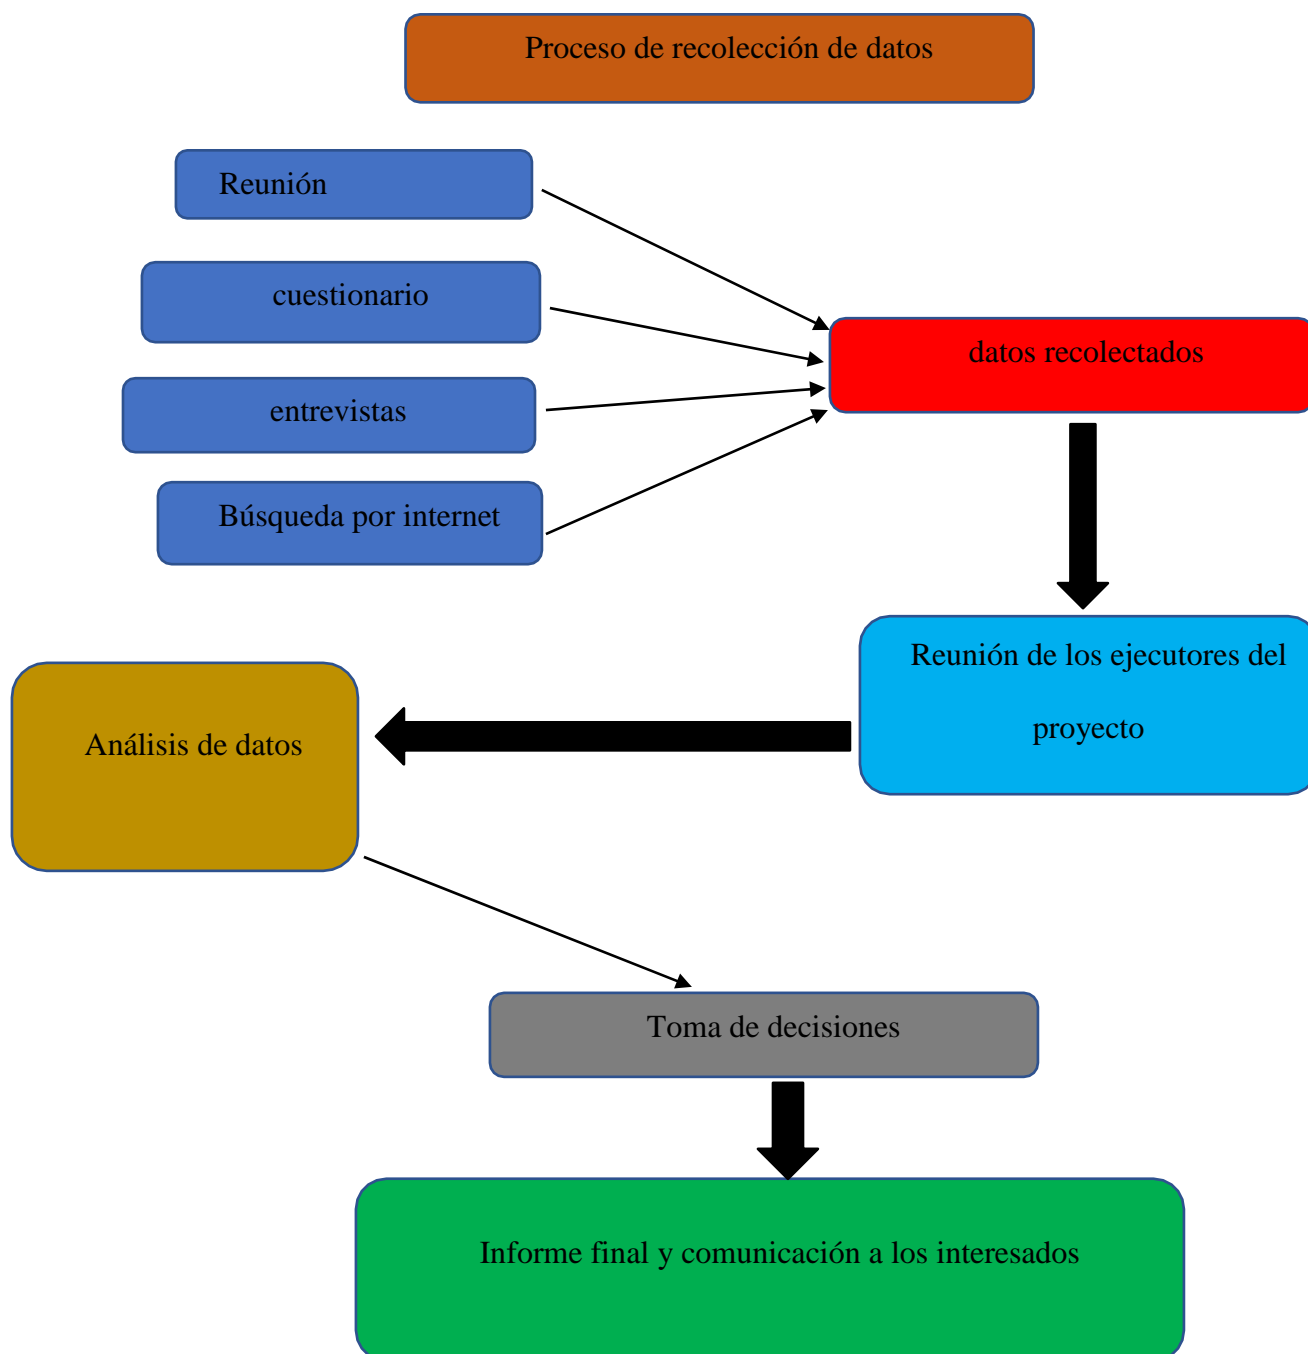 Proceso de recolección de datos
Reunión
cuestionario
datos recolectados
entrevistas
Búsqueda por internet
Reunión de los ejecutores del
proyecto
Análisis de datos
Toma de decisiones
Informe final y comunicación a los interesados